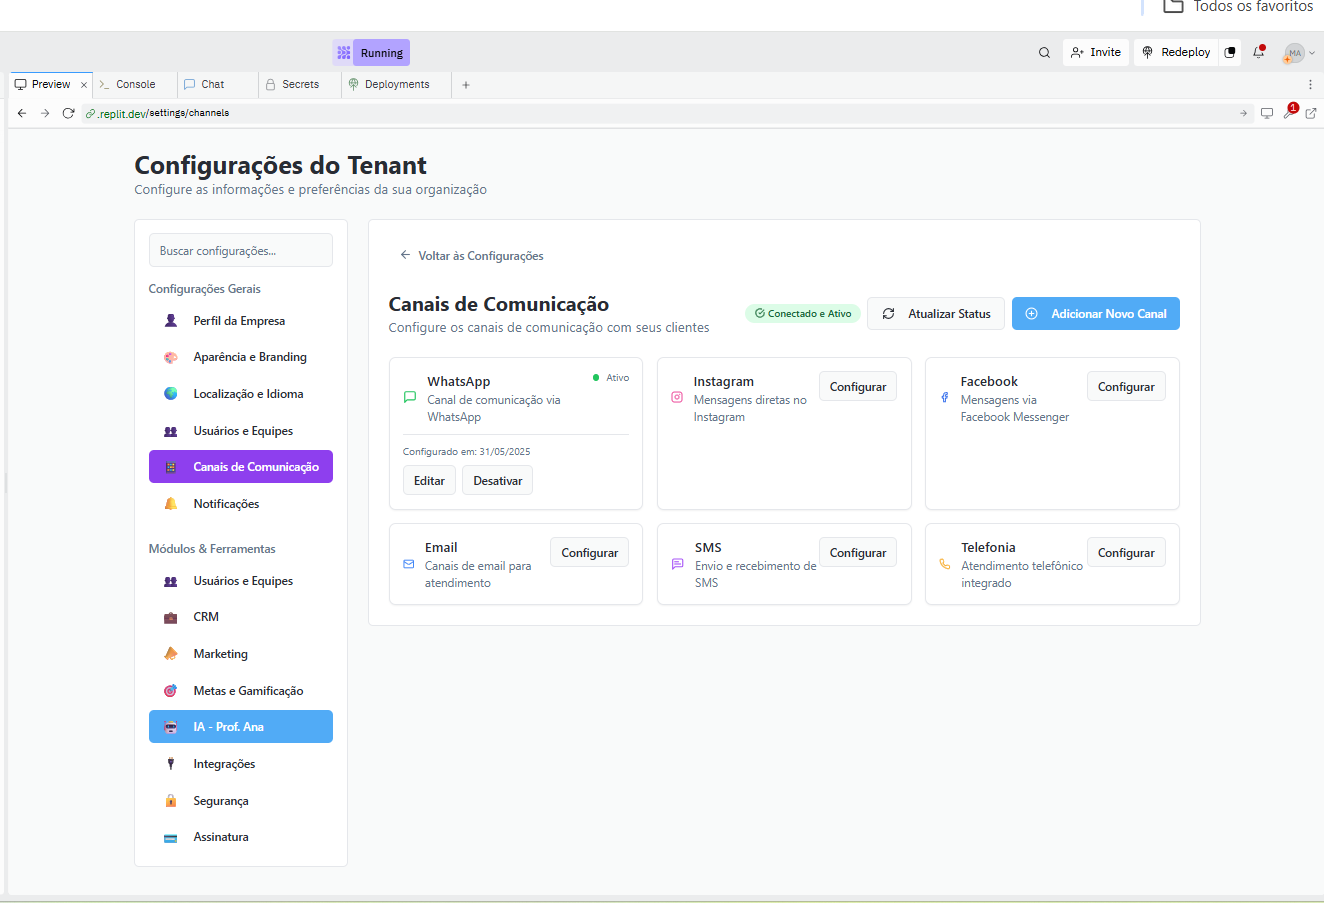 Todos os favoritos
Running
Invite
Redeploy
MA
Preview
Console
Chat
Secrets
Deployments
.replit.dev/settings/channels
1
Configurações do Tenant
Configure as informações e preferências da sua organização
Buscar configurações...
Configurações Gerais
Perfil da Empresa
Aparência e Branding
Localização e Idioma
Usuários e Equipes
Canais de Comunicação
Notificações
Módulos & Ferramentas
Usuários e Equipes
CRM
Marketing
Metas e Gamificação
IA - Prof. Ana
Integrações
Segurança
Assinatura
Voltar às Configurações
Canais de Comunicação
Configure os canais de comunicação com seus clientes
Conectado e Ativo
Atualizar Status
Adicionar Novo Canal
WhatsApp
Ativo
Canal de comunicação via
WhatsApp
Configurado em: 31/05/2025
Editar
Desativar
Instagram
Mensagens diretas no
Instagram
Configurar
Facebook
Mensagens via
Facebook Messenger
Configurar
Email
Canais de email para
atendimento
Configurar
SMS
Envio e recebimento de
SMS
Configurar
Telefonia
Atendimento telefônico
integrado
Configurar